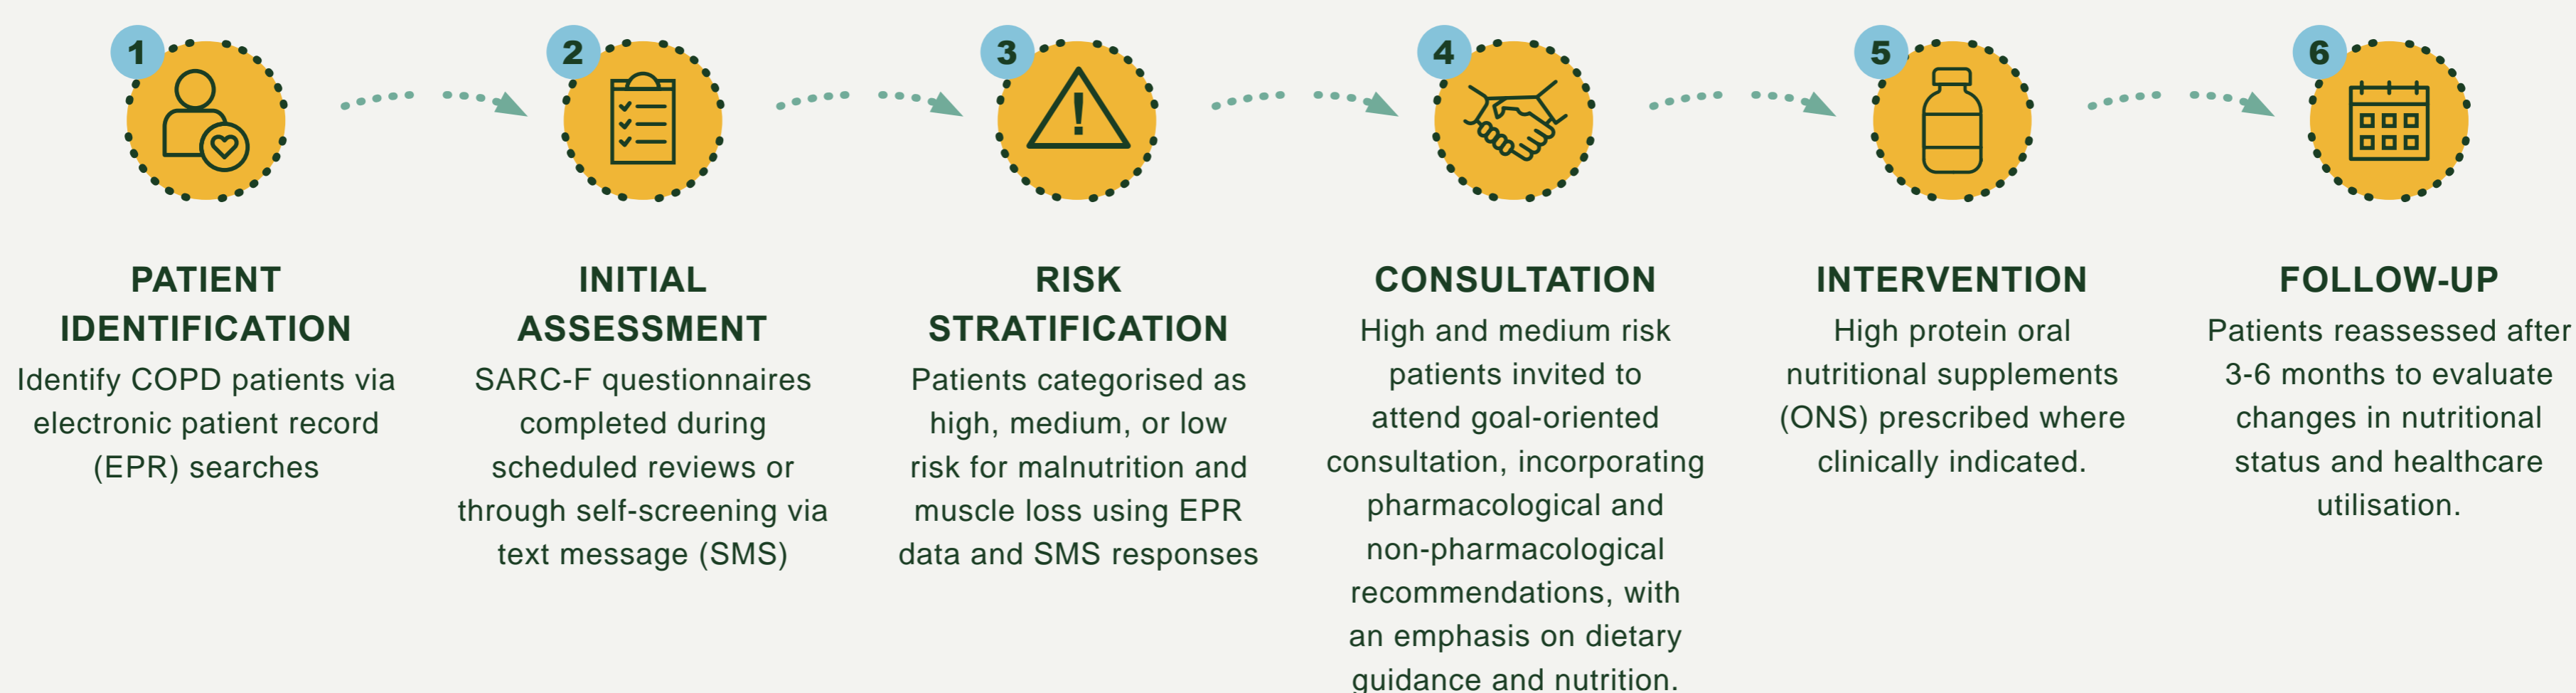 1
PATIENT
IDENTIFICATION
Identify COPD patients via
electronic patient record
(EPR) searches
2
INITIAL
ASSESSMENT
SARC-F questionnaires
completed during
scheduled reviews or
through self-screening via
text message (SMS)
3
RISK
STRATIFICATION
Patients categorised as
high, medium, or low
risk for malnutrition and
muscle loss using EPR
data and SMS responses
4
CONSULTATION
High and medium risk
patients invited to
attend goal-oriented
consultation, incorporating
pharmacological and
non-pharmacological
recommendations, with
an emphasis on dietary
guidance and nutrition.
5
INTERVENTION
High protein oral
nutritional supplements
(ONS) prescribed where
clinically indicated.
6
FOLLOW-UP
Patients reassessed after
3-6 months to evaluate
changes in nutritional
status and healthcare
utilisation.